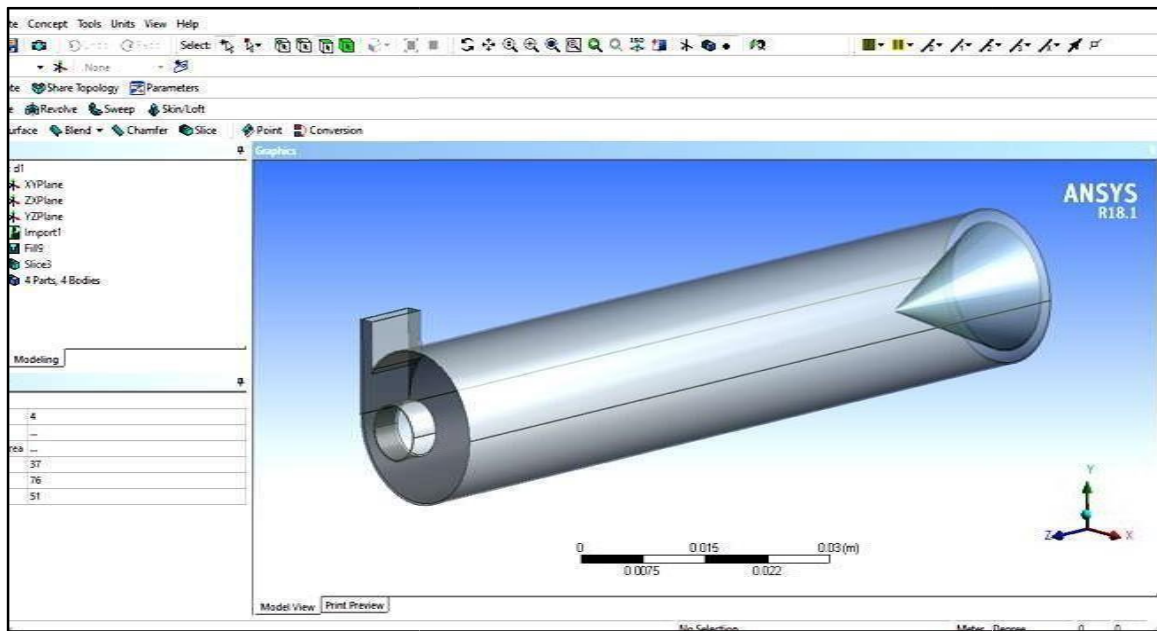 te Concept Tools Units View Help
Select:
None
te Share Topology Parameters
e Revolve Sweep Skin/Loft
urface Blend Chamfer Slice Point Conversion
Graphics
: d1
XYPlane
ZXPlane
YZPlane
Import1
Fill9
Slice3
4 Parts, 4 Bodies
Modeling
ANSYS
R18.1
4
...
rea ...
37
76
51
Y
Z X
0 0.015 0.03 (m)
0.0075 0.022
Model View Print Preview
No Selection Meter Degree 0 0